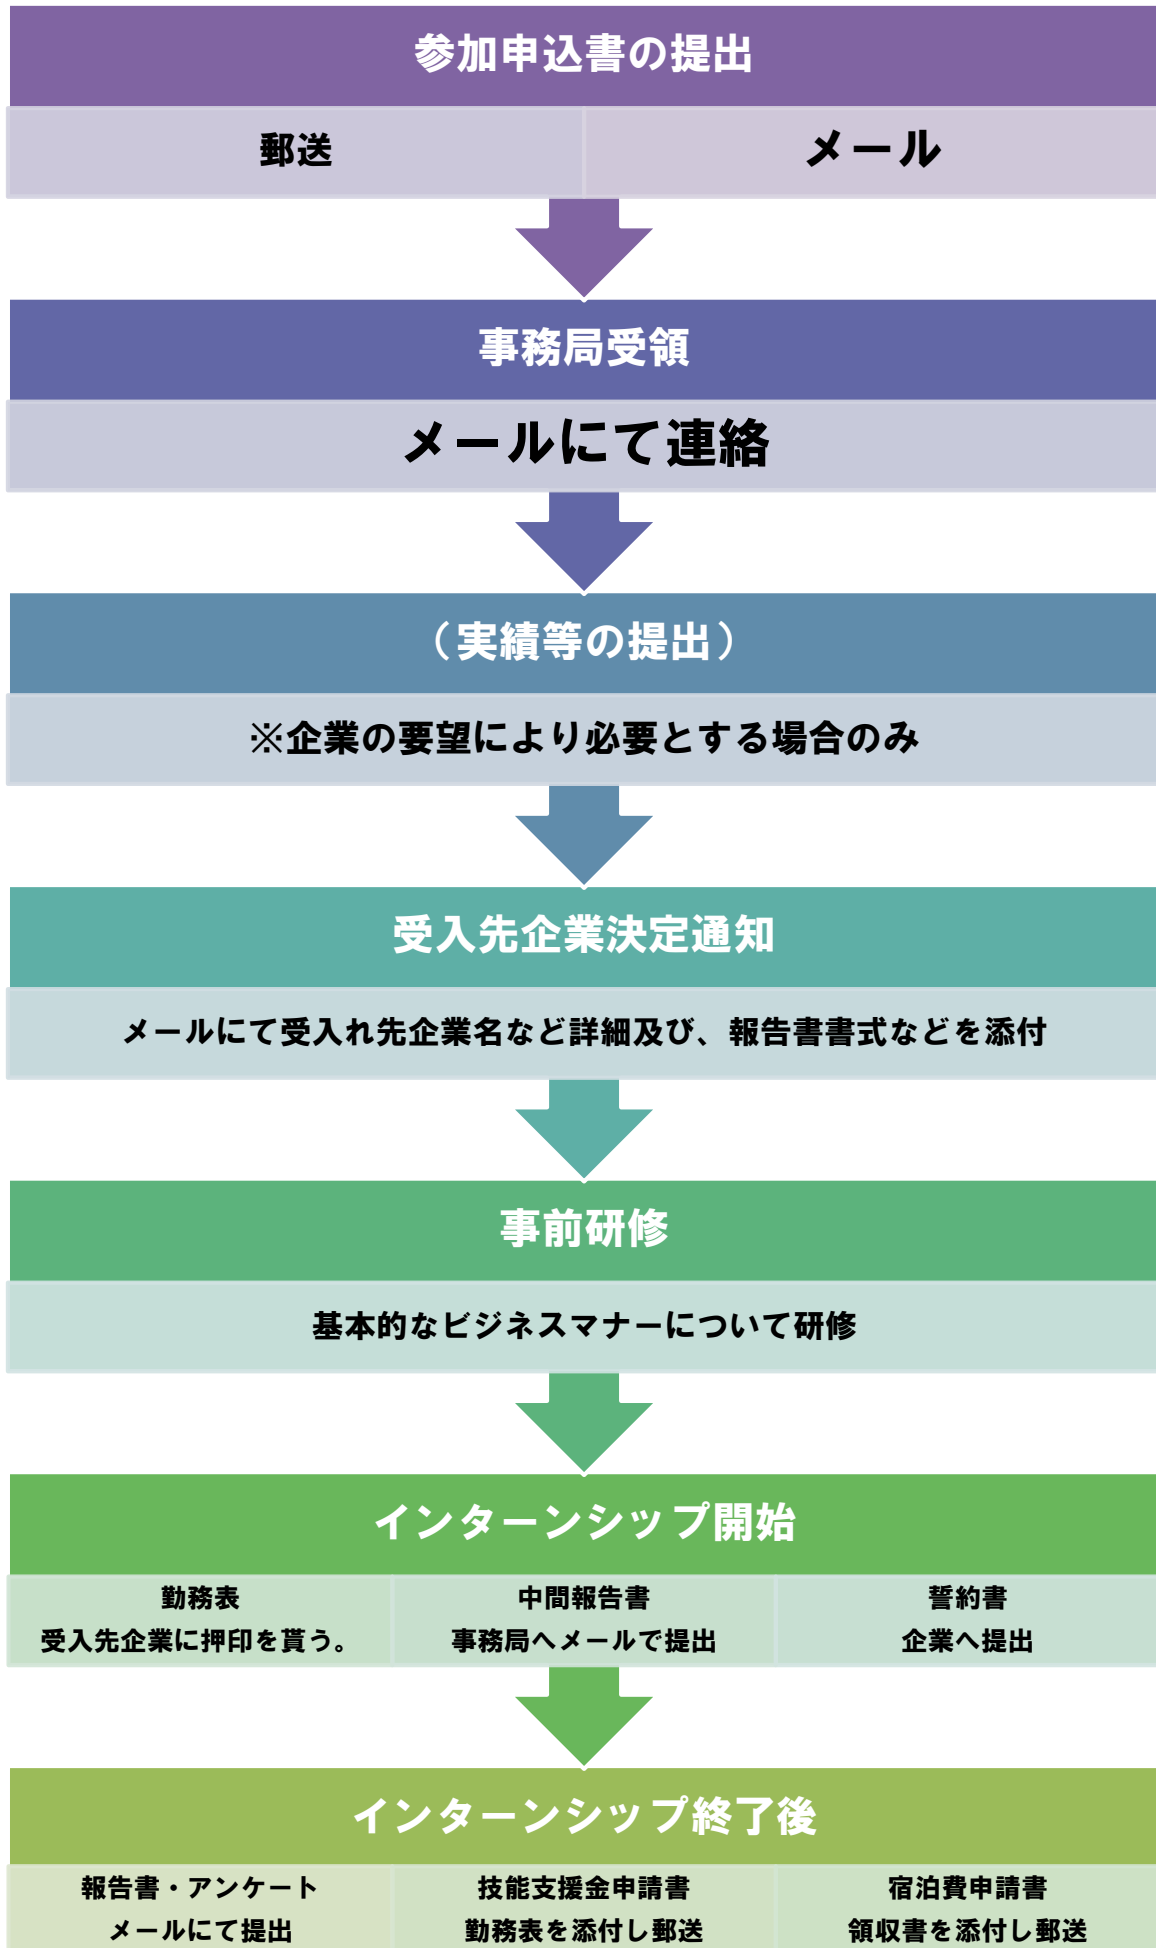 参加申込書の提出
郵送
メール
事務局受領
メールにて連絡
（実績等の提出）
※企業の要望により必要とする場合のみ
受入先企業決定通知
メールにて受入れ先企業名など詳細及び、報告書書式などを添付
事前研修
基本的なビジネスマナーについて研修
インターンシップ開始
勤務表
受入先企業に押印を貰う。
中間報告書
事務局へメールで提出
誓約書
企業へ提出
インターンシップ終了後
報告書・アンケート
メールにて提出
技能支援金申請書
勤務表を添付し郵送
宿泊費申請書
領収書を添付し郵送